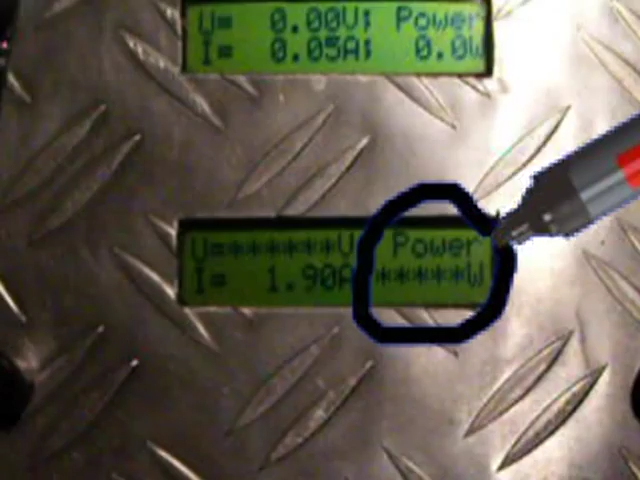 U= 0.00V; Power
I= 0.05A; 0.0W
U=******V Power
I= 1.90A *****W